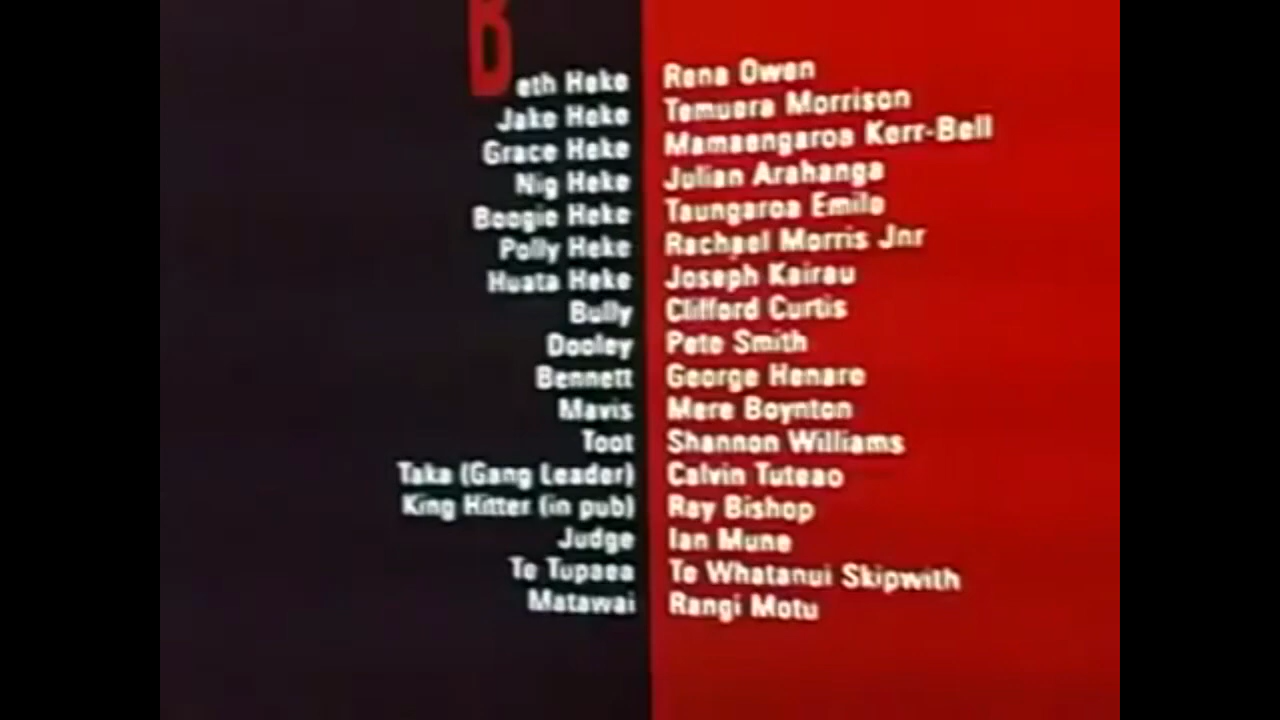 Beth Heke Rena Owen
Jake Heke Temuera Morrison
Grace Heke Mamaengaroa Kerr-Bell
Nig Heke Julian Arahanga
Boogie Heke Taungaroa Emile
Polly Heke Rachael Morris Jnr
Huata Heke Joseph Kairau
Bully Clifford Curtis
Dooley Pete Smith
Bennett George Henare
Mavis Mere Boynton
Toot Shannon Williams
Taka (Gang Leader) Calvin Tuteao
King Hitter (in pub) Ray Bishop
Judge Ian Mune
Te Tupaea Te Whatanui Skipwith
Matawai Rangi Motu